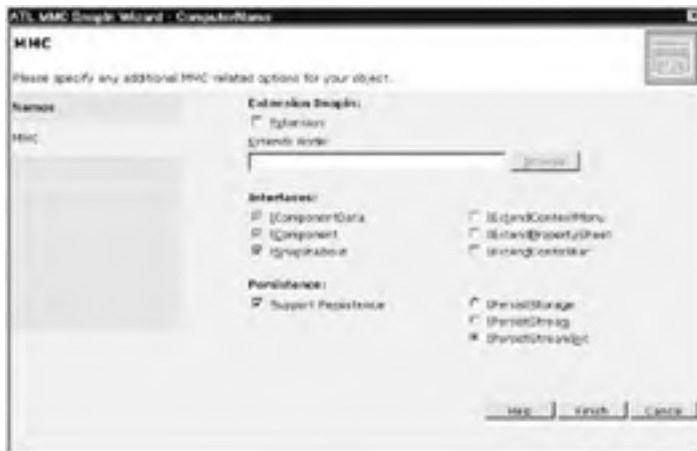 ATL MMC SnapIn Wizard - ComputerName
MMC
Please specify any additional MMC related options for your object.
Names
MMC
Extension SnapIn:
Extension
Extends Node:
Browse
Interfaces:
IComponentData
IExtendContextMenu
IComponent
IExtendPropertySheet
ISnapinAbout
IExtendControlBar
Persistence:
Support Persistence
IPersistStorage
IPersistStream
IPersistStreamInit
Help
Finish
Cancel